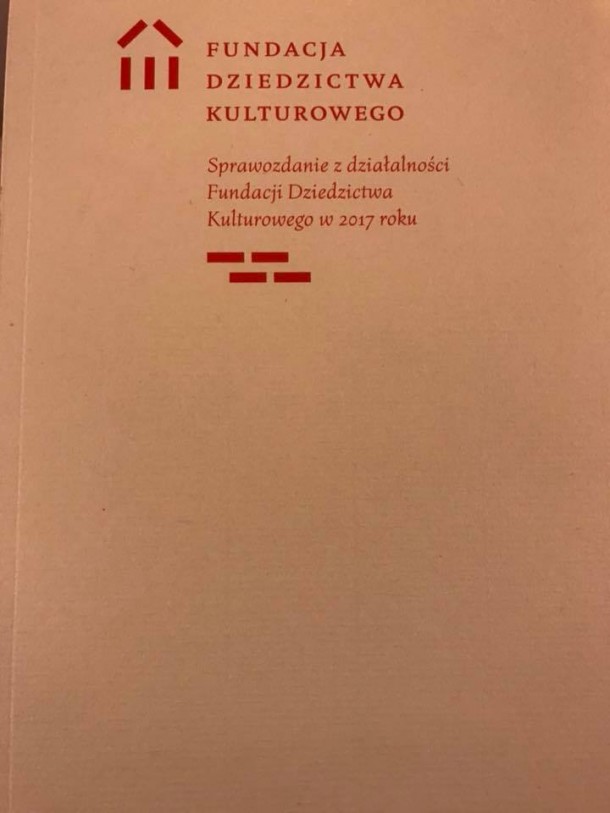 FUNDACJA
DZIEDZICTWA
KULTUROWEGO
Sprawozdanie z działalności
Fundacji Dziedzictwa
Kulturowego w 2017 roku